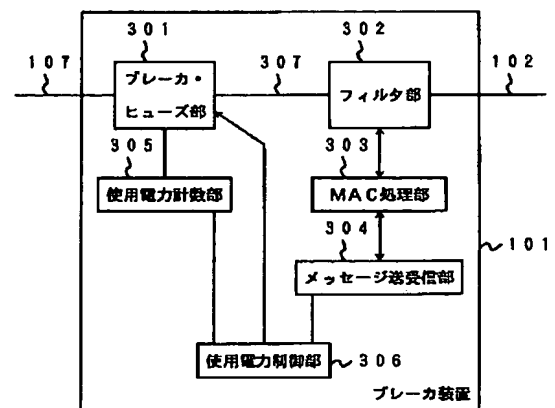 301
302
107
307
102
ブレーカ・
ヒューズ部
フィルタ部
305
303
使用電力計数部
MAC処理部
304
101
メッセージ送受信部
使用電力制御部
306
ブレーカ装置